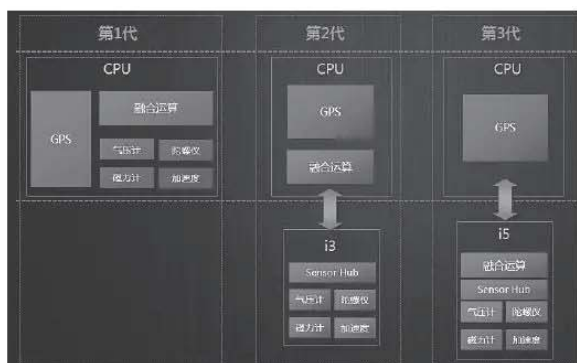 第1代
第2代
第3代
CPU
GPS
融合运算
气压计
陀螺仪
磁力计
加速度
CPU
GPS
融合运算
CPU
GPS
i3
Sensor Hub
气压计
陀螺仪
磁力计
加速度
i5
融合运算
Sensor Hub
气压计
陀螺仪
磁力计
加速度